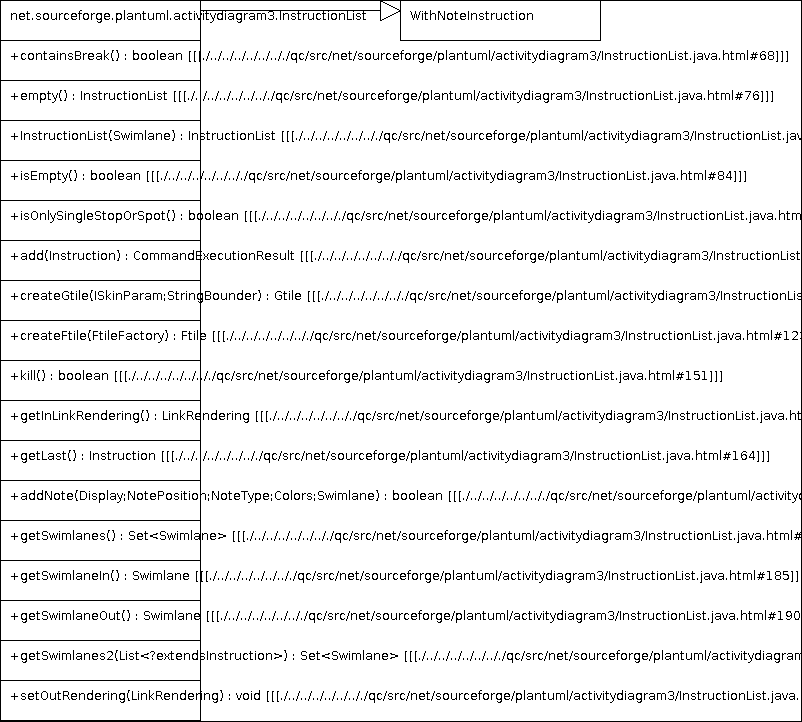 net.sourceforge.plantuml.activitydiagram3.InstructionList
WithNoteInstruction
+containsBreak() : boolean [[[./../../../../../../qc/src/net/sourceforge/plantuml/activitydiagram3/InstructionList.java.html#68]]]
+empty() : InstructionList [[[./../../../../../../qc/src/net/sourceforge/plantuml/activitydiagram3/InstructionList.java.html#76]]]
+InstructionList(Swimlane) : InstructionList [[[./../../../../../../qc/src/net/sourceforge/plantuml/activitydiagram3/InstructionList.jav
+isEmpty() : boolean [[[./../../../../../../qc/src/net/sourceforge/plantuml/activitydiagram3/InstructionList.java.html#84]]]
+isOnlySingleStopOrSpot() : boolean [[[./../../../../../../qc/src/net/sourceforge/plantuml/activitydiagram3/InstructionList.java.htm
+add(Instruction) : CommandExecutionResult [[[./../../../../../../qc/src/net/sourceforge/plantuml/activitydiagram3/InstructionList
+createGtile(ISkinParam;StringBounder) : Gtile [[[./../../../../../../qc/src/net/sourceforge/plantuml/activitydiagram3/InstructionLis
+createFtile(FtileFactory) : Ftile [[[./../../../../../../qc/src/net/sourceforge/plantuml/activitydiagram3/InstructionList.java.html#123
+kill() : boolean [[[./../../../../../../qc/src/net/sourceforge/plantuml/activitydiagram3/InstructionList.java.html#151]]]
+getInLinkRendering() : LinkRendering [[[./../../../../../../qc/src/net/sourceforge/plantuml/activitydiagram3/InstructionList.java.ht
+getLast() : Instruction [[[./../../../../../../qc/src/net/sourceforge/plantuml/activitydiagram3/InstructionList.java.html#164]]]
+addNote(Display;NotePosition;NoteType;Colors;Swimlane) : boolean [[[./../../../../../../qc/src/net/sourceforge/plantuml/activity
+getSwimlanes() : Set<Swimlane> [[[./../../../../../../qc/src/net/sourceforge/plantuml/activitydiagram3/InstructionList.java.html#
+getSwimlaneIn() : Swimlane [[[./../../../../../../qc/src/net/sourceforge/plantuml/activitydiagram3/InstructionList.java.html#185]]]
+getSwimlaneOut() : Swimlane [[[./../../../../../../qc/src/net/sourceforge/plantuml/activitydiagram3/InstructionList.java.html#190
+getSwimlanes2(List<?extendsInstruction>) : Set<Swimlane> [[[./../../../../../../qc/src/net/sourceforge/plantuml/activitydiagram
+setOutRendering(LinkRendering) : void [[[./../../../../../../qc/src/net/sourceforge/plantuml/activitydiagram3/InstructionList.java.